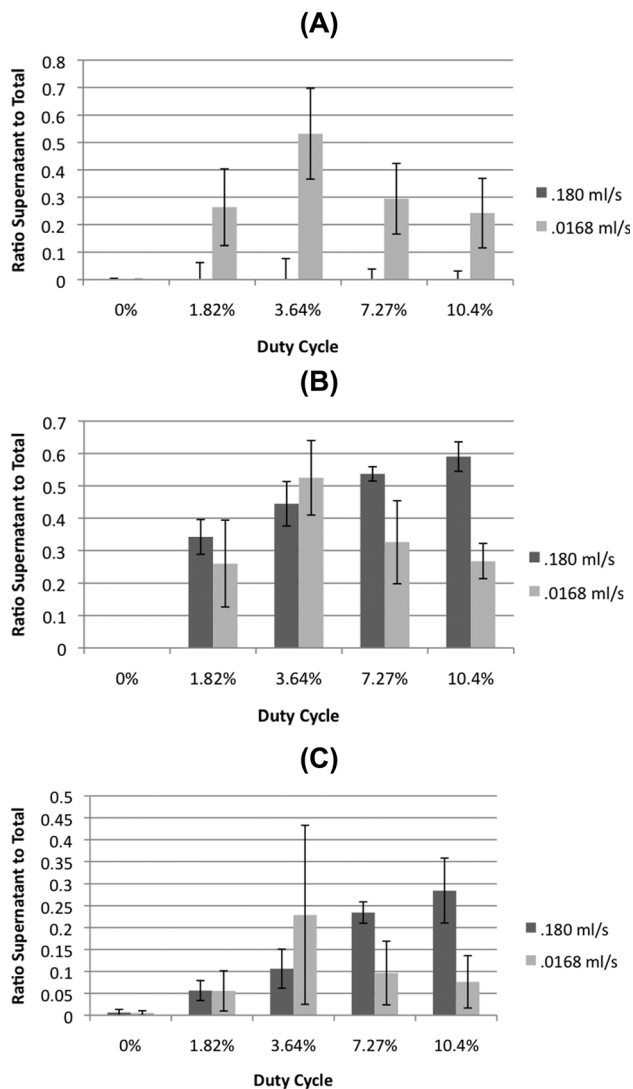 (A)
Ratio Supernatant to Total
0.8
0.7
0.6
0.5
0.4
0.3
0.2
0.1
0
0% 1.82% 3.64% 7.27% 10.4%
Duty Cycle
.180 ml/s
.0168 ml/s
(B)
Ratio Supernatant to Total
0.7
0.6
0.5
0.4
0.3
0.2
0.1
0
0% 1.82% 3.64% 7.27% 10.4%
Duty Cycle
.180 ml/s
.0168 ml/s
(C)
Ratio Supernatant to Total
0.5
0.45
0.4
0.35
0.3
0.25
0.2
0.15
0.1
0.05
0
0% 1.82% 3.64% 7.27% 10.4%
Duty Cycle
.180 ml/s
.0168 ml/s